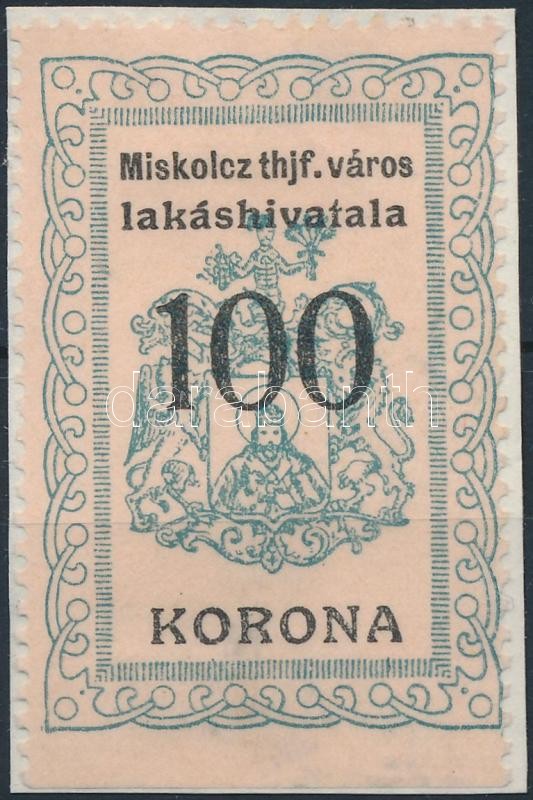 Miskolcz thjf. város
lakáshivatala
100
darabanth
KORONA